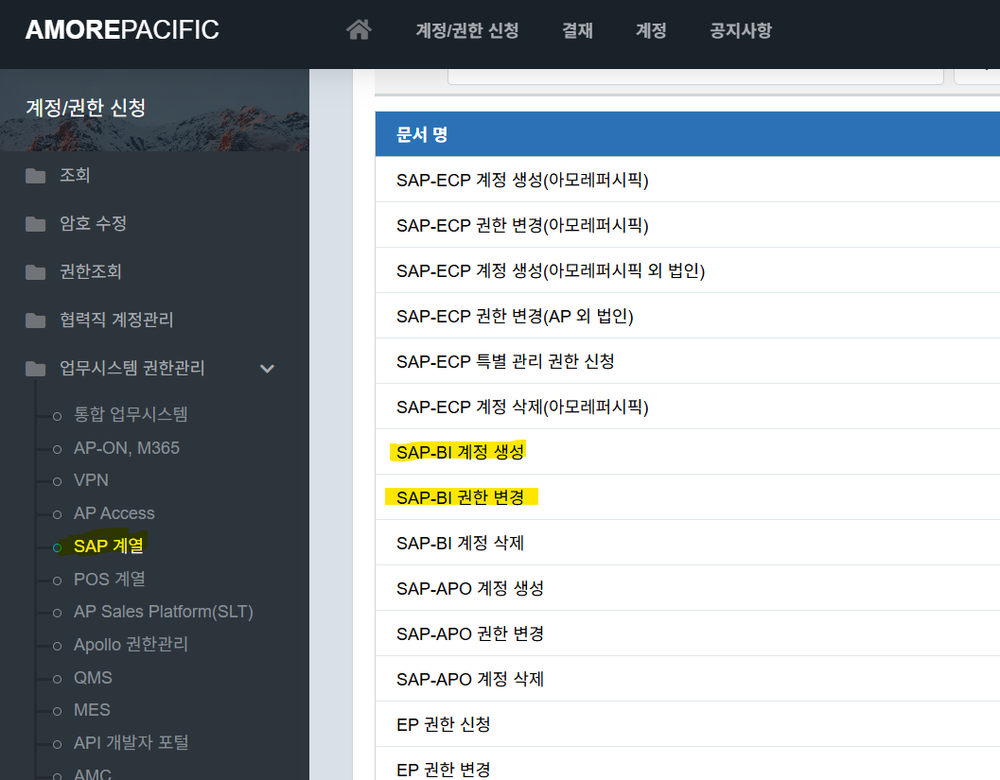 AMOREPACIFIC
계정/권한 신청
결재
계정
공지사항
계정/권한 신청
조회
암호 수정
권한조회
협력직 계정관리
업무시스템 권한관리
통합 업무시스템
AP-ON, M365
VPN
AP Access
SAP 계열
POS 계열
AP Sales Platform(SLT)
Apollo 권한관리
QMS
MES
API 개발자 포털
AMC
문서 명
SAP-ECP 계정 생성(아모레퍼시픽)
SAP-ECP 권한 변경(아모레퍼시픽)
SAP-ECP 계정 생성(아모레퍼시픽 외 법인)
SAP-ECP 권한 변경(AP 외 법인)
SAP-ECP 특별 관리 권한 신청
SAP-ECP 계정 삭제(아모레퍼시픽)
SAP-BI 계정 생성
SAP-BI 권한 변경
SAP-BI 계정 삭제
SAP-APO 계정 생성
SAP-APO 권한 변경
SAP-APO 계정 삭제
EP 권한 신청
EP 권한 변경